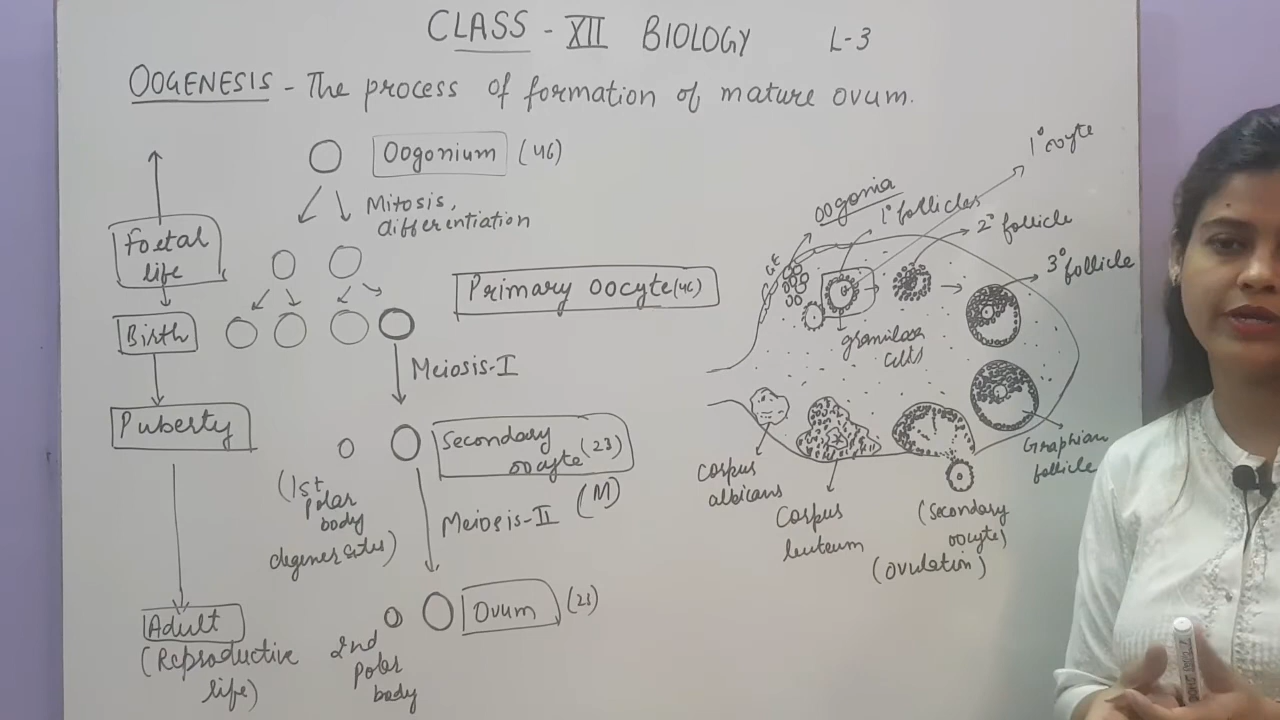 CLASS - XII BIOLOGY L-3
OOGENESIS - The process of formation of mature ovum.
Oogonium (46)
Mitosis,
differentiation
Foetal
life
Primary oocyte (46)
Birth
Meiosis-I
Puberty
Secondary
oocyte (23)
(1st
polar
body
degenerates)
Meiosis-II (M)
Adult
(Reproductive
life)
Ovum (23)
2nd
polar
body
1° oocyte
oogonia
1° follicles
2° follicle
3° follicle
GE
granulosa
cells
Graphian
follicle
corpus
albicans
Corpus
leuteum
(Secondary
oocyte)
(ovulation)